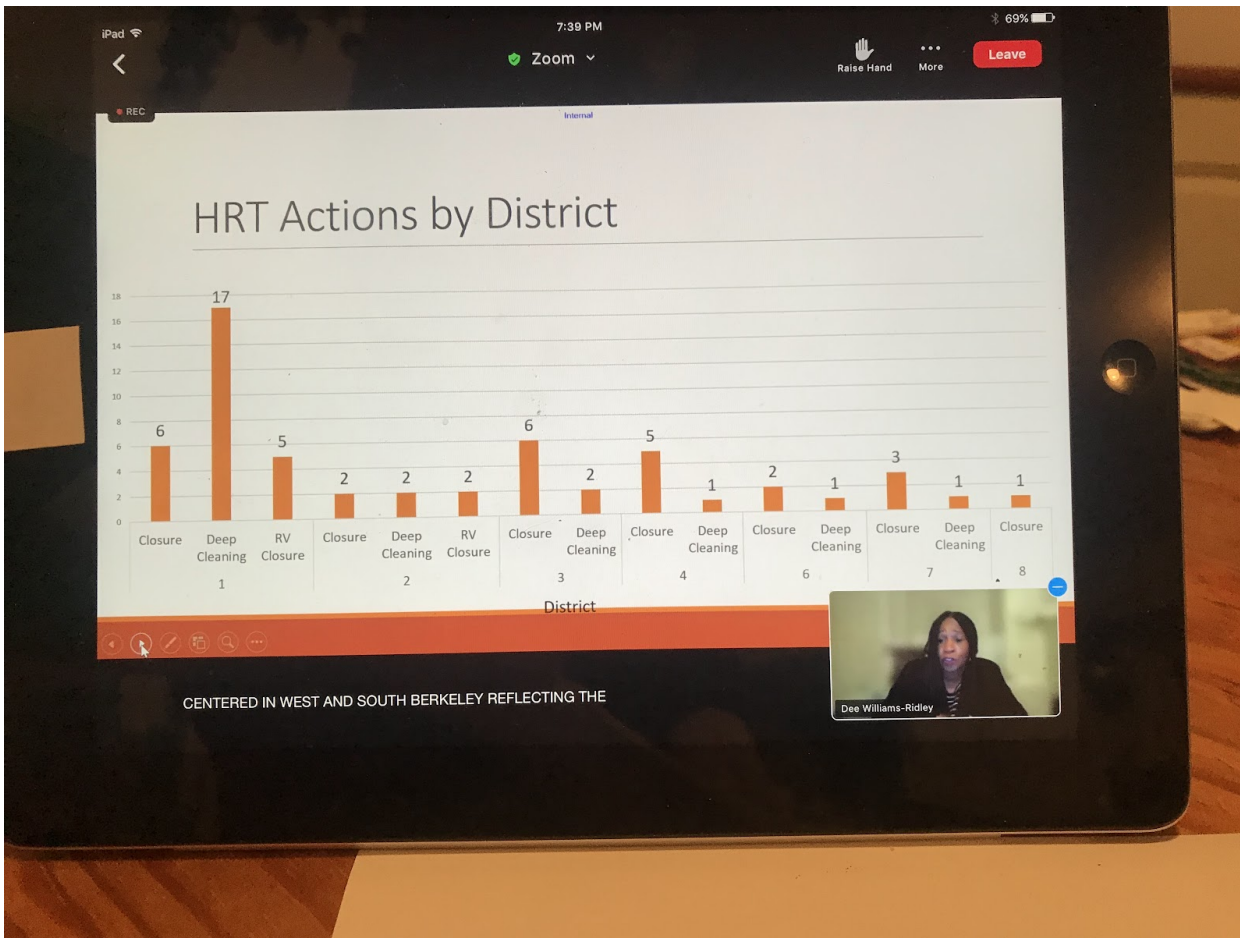 iPad
7:39 PM
69%
Zoom
Raise Hand
More
Leave
REC
Internal
HRT Actions by District
18
16
14
12
10
8
6
4
2
0
6
17
5
2
2
2
6
2
5
1
2
1
3
1
1
Closure
Deep
Cleaning
RV
Closure
Closure
Deep
Cleaning
RV
Closure
Closure
Deep
Cleaning
Closure
Deep
Cleaning
Closure
Deep
Cleaning
Closure
Deep
Cleaning
Closure
1
2
3
4
6
7
8
District
CENTERED IN WEST AND SOUTH BERKELEY REFLECTING THE
Dee Williams-Ridley